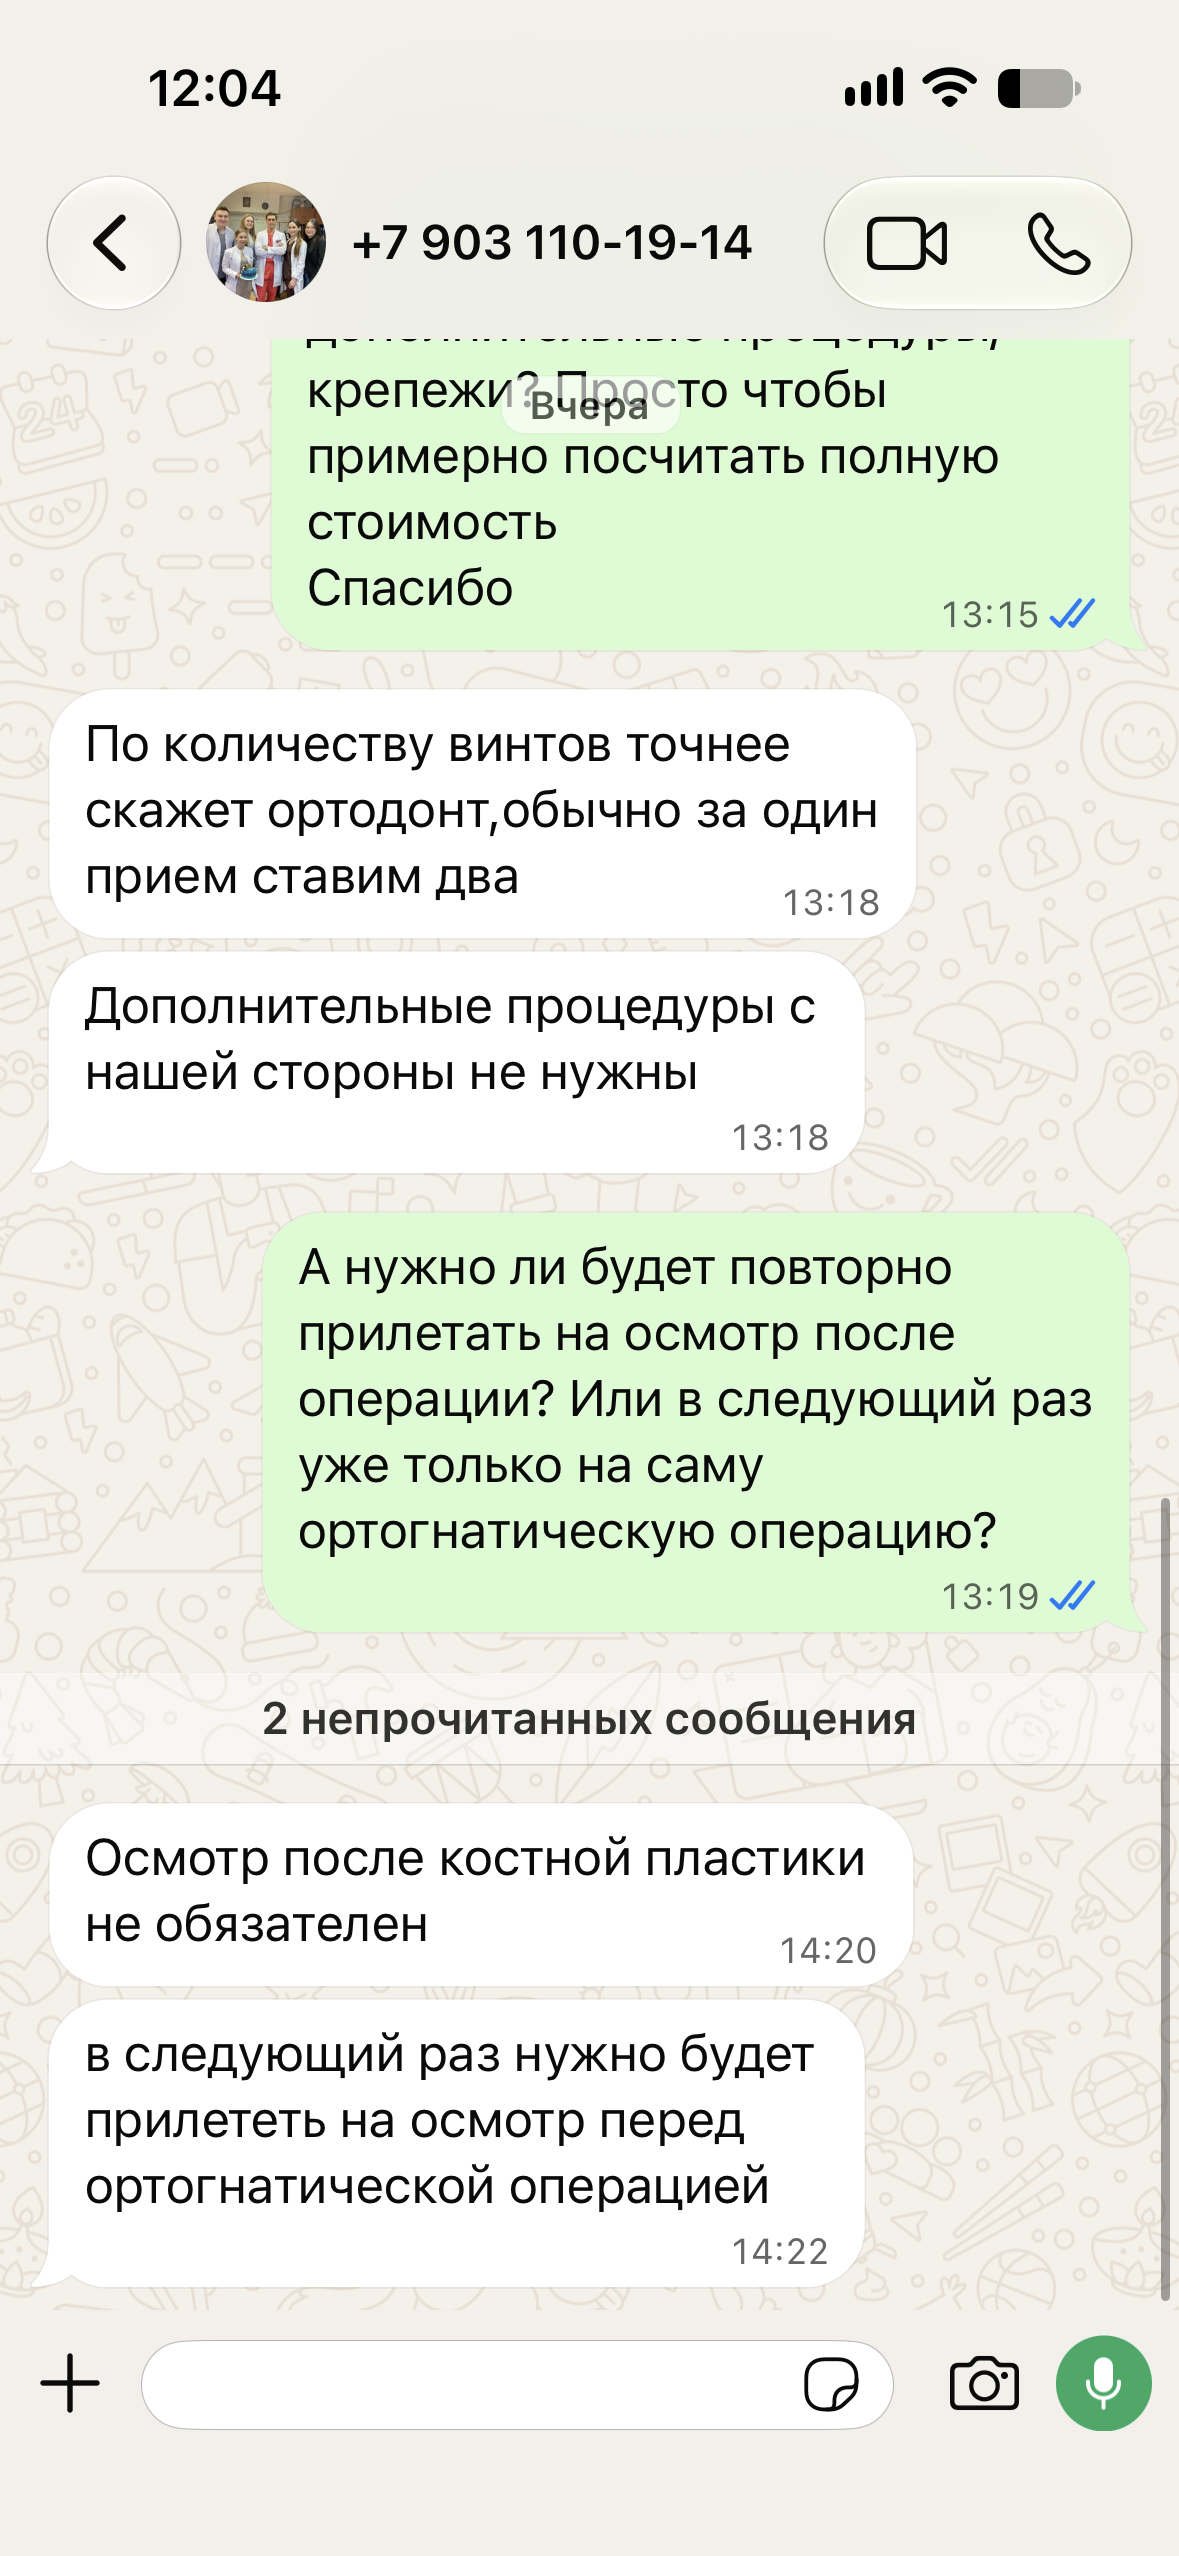 12:04
+7 903 110-19-14
дополнительные процедуры,
крепежи? Просто чтобы
Вчера
примерно посчитать полную
стоимость
Спасибо
13:15
По количеству винтов точнее
скажет ортодонт,обычно за один
прием ставим два
13:18
Дополнительные процедуры с
нашей стороны не нужны
13:18
А нужно ли будет повторно
прилетать на осмотр после
операции? Или в следующий раз
уже только на саму
ортогнатическую операцию?
13:19
2 непрочитанных сообщения
Осмотр после костной пластики
не обязателен
14:20
в следующий раз нужно будет
прилететь на осмотр перед
ортогнатической операцией
14:22